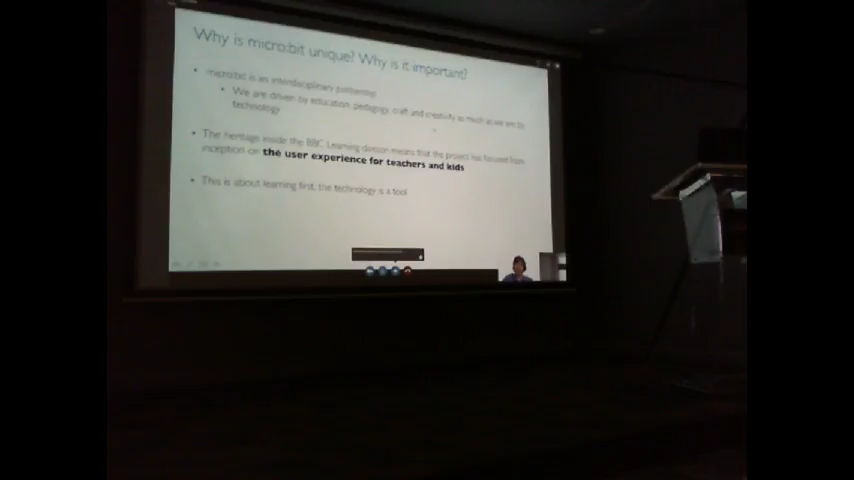 Why is micro:bit unique? Why is it important?
micro:bit is an interdisciplinary partnership
We are driven by education, pedagogy, craft and creativity as much as we are by
technology
The heritage inside the BBC Learning division means that the project has focused from
inception on the user experience for teachers and kids
This is about learning first, the technology is a tool